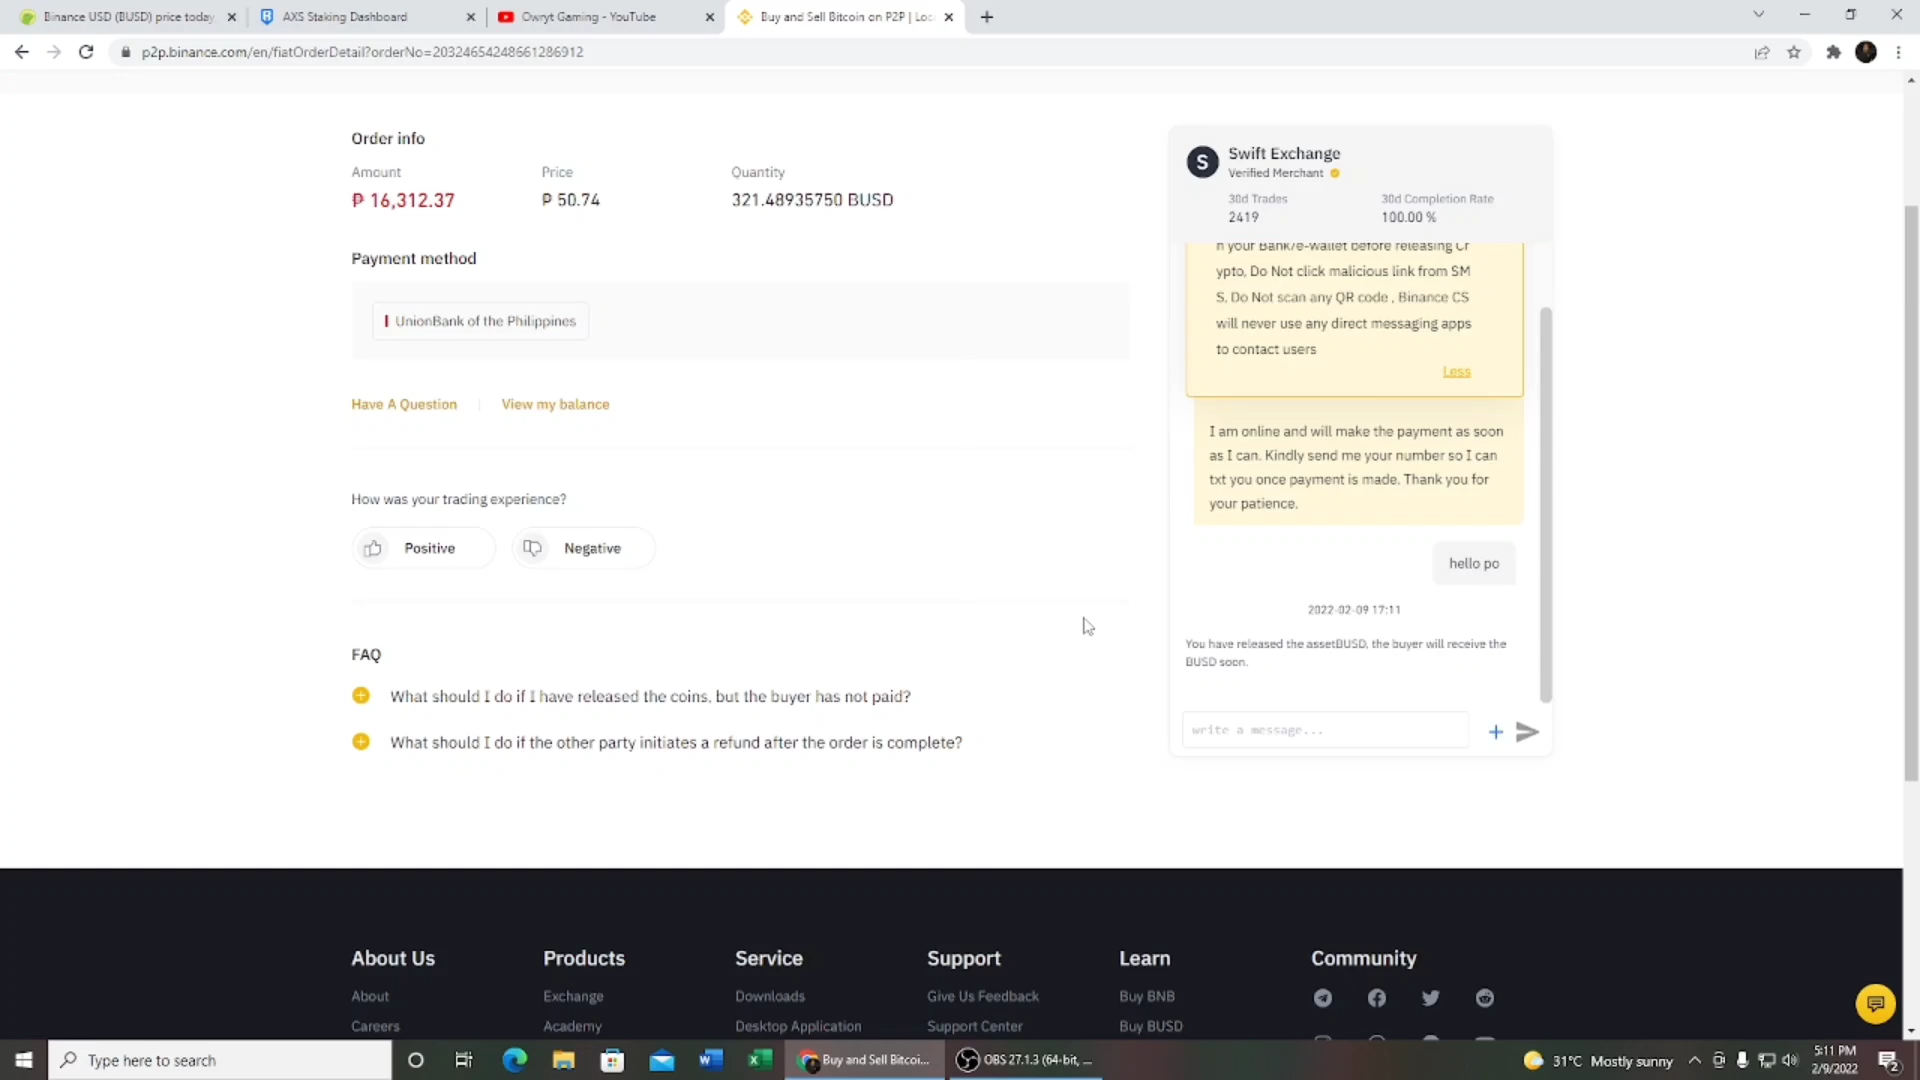 Binance USD (BUSD) price today
AXS Staking Dashboard
Owryt Gaming - YouTube
Buy and Sell Bitcoin on P2P | Loc
p2p.binance.com/en/fiatOrderDetail?orderNo=20324654248661286912
Order info
Amount
Price
Quantity
₱ 16,312.37
₱ 50.74
321.48935750 BUSD
Payment method
UnionBank of the Philippines
Have A Question
View my balance
How was your trading experience?
Positive
Negative
FAQ
What should I do if I have released the coins, but the buyer has not paid?
What should I do if the other party initiates a refund after the order is complete?
S
Swift Exchange
Verified Merchant
30d Trades
30d Completion Rate
2419
100.00 %
n your Bank/e-wallet before releasing Cr
ypto, Do Not click malicious link from SM
S, Do Not scan any QR code , Binance CS
will never use any direct messaging apps
to contact users
Less
I am online and will make the payment as soon
as I can. Kindly send me your number so I can
txt you once payment is made. Thank you for
your patience.
hello po
2022-02-09 17:11
You have released the assetBUSD, the buyer will receive the
BUSD soon.
write a message...
About Us
Products
Service
Support
Learn
Community
About
Exchange
Downloads
Give Us Feedback
Buy BNB
Careers
Academy
Desktop Application
Support Center
Buy BUSD
Type here to search
Buy and Sell Bitcoi...
OBS 27.1.3 (64-bit, ...
31°C Mostly sunny
5:11 PM
2/9/2022
2